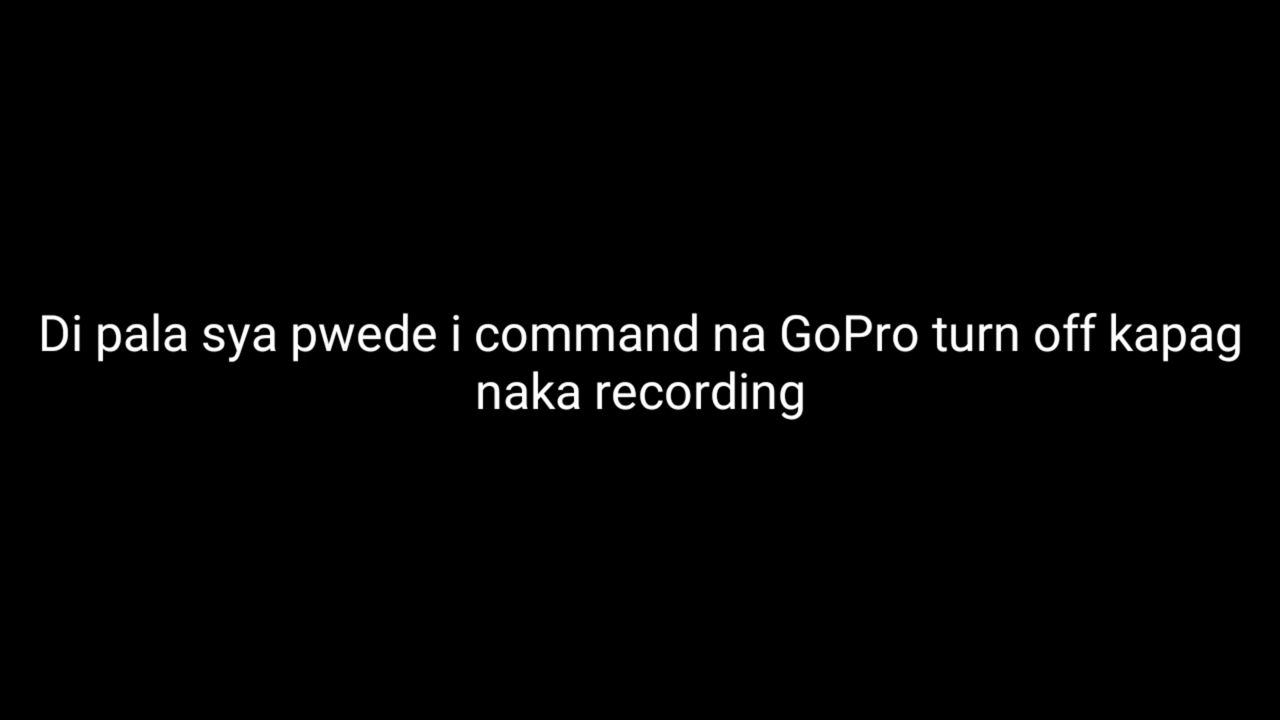 Di pala sya pwede i command na GoPro turn off kapag
naka recording